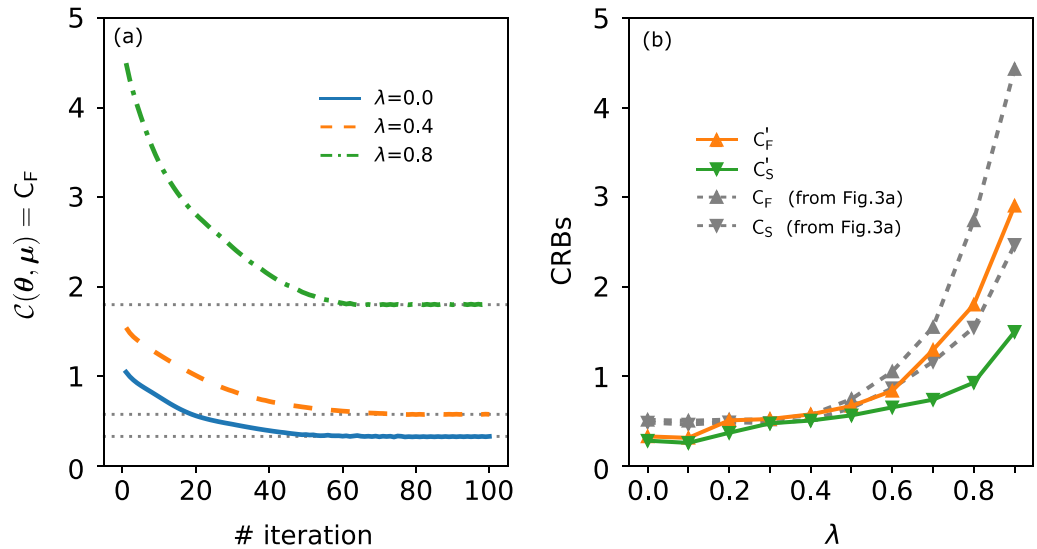 (a)
λ=0.0
λ=0.4
λ=0.8
5
4
3
2
1
0
0 20 40 60 80 100
# iteration
𝒞(θ, μ) = C_F
(b)
C'_F
C'_S
C_F (from Fig.3a)
C_S (from Fig.3a)
5
4
3
2
1
0
0.0 0.2 0.4 0.6 0.8
λ
CRBs